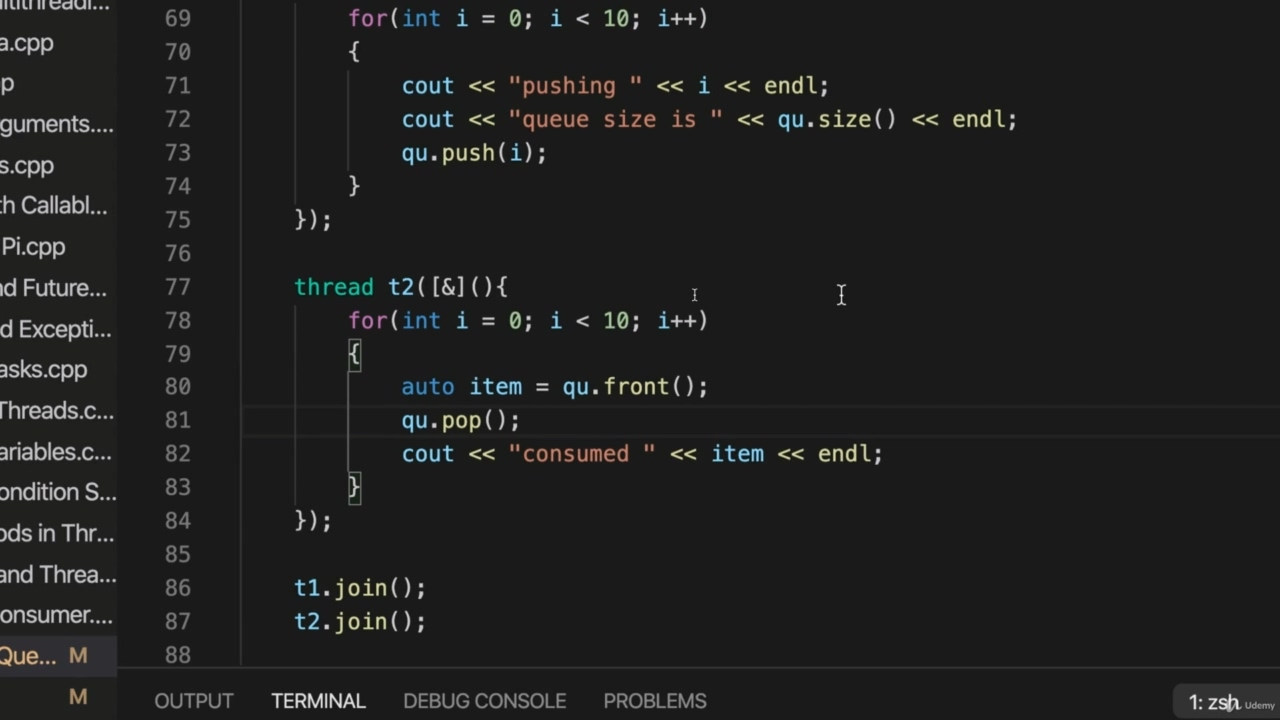 ultithreadi...
69 for(int i = 0; i < 10; i++)
a.cpp
70 {
p
71 cout << "pushing " << i << endl;
guments....
72 cout << "queue size is " << qu.size() << endl;
s.cpp
73 qu.push(i);
74 }
th Callabl...
75 });
Pi.cpp
76
nd Future...
77 thread t2([&](){
d Excepti...
78 for(int i = 0; i < 10; i++)
79 {
asks.cpp
80 auto item = qu.front();
Threads.c...
81 qu.pop();
ariables.c...
82 cout << "consumed " << item << endl;
ondition S...
83 }
ods in Thr...
84 });
85
and Threa...
86 t1.join();
onsumer....
87 t2.join();
Que... M
88
M
OUTPUT TERMINAL DEBUG CONSOLE PROBLEMS 1: zsh
Udemy